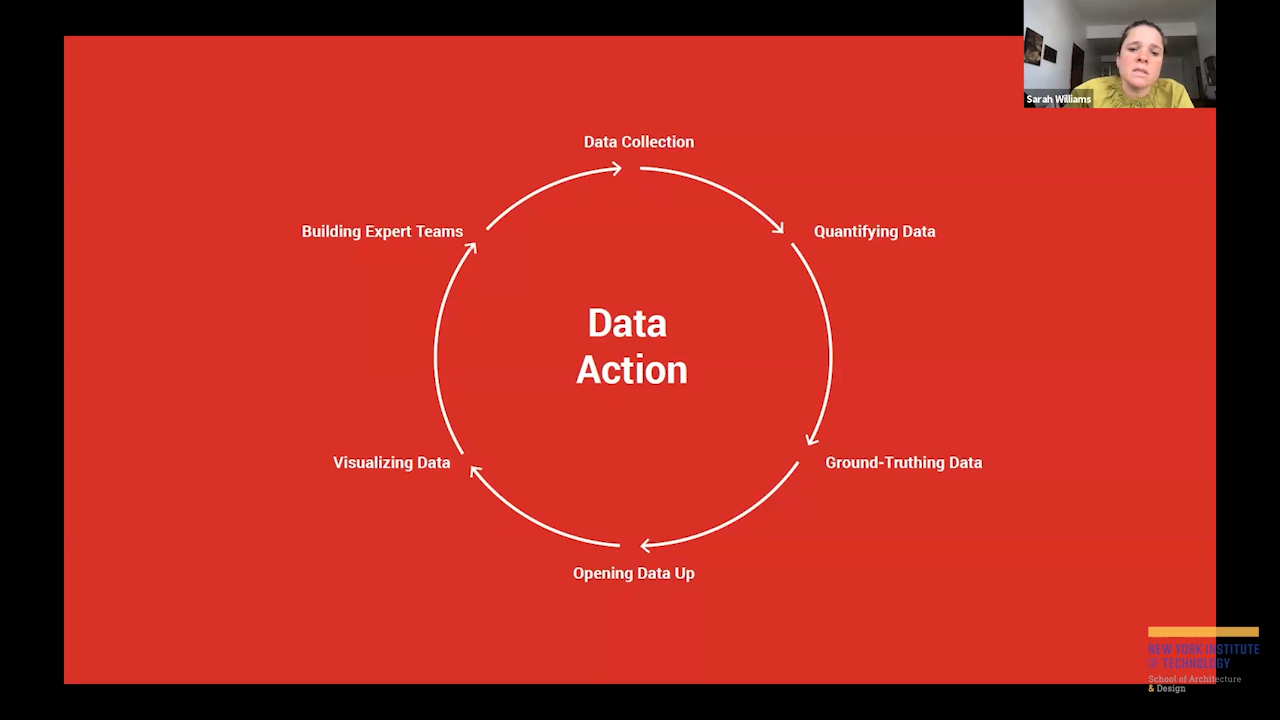 Sarah Williams
Data Collection
Building Expert Teams
Quantifying Data
Data
Action
Visualizing Data
Ground-Truthing Data
Opening Data Up
NEW YORK INSTITUTE
OF TECHNOLOGY
School of Architecture
& Design